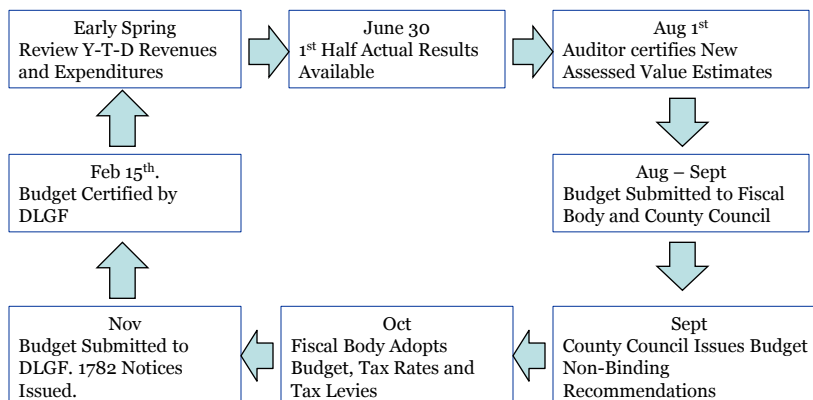 Early Spring
Review Y-T-D Revenues
and Expenditures
June 30
1st Half Actual Results
Available
Aug 1st
Auditor certifies New
Assessed Value Estimates
Aug – Sept
Budget Submitted to Fiscal
Body and County Council
Sept
County Council Issues Budget
Non-Binding
Recommendations
Oct
Fiscal Body Adopts
Budget, Tax Rates and
Tax Levies
Nov
Budget Submitted to
DLGF. 1782 Notices
Issued.
Feb 15th.
Budget Certified by
DLGF